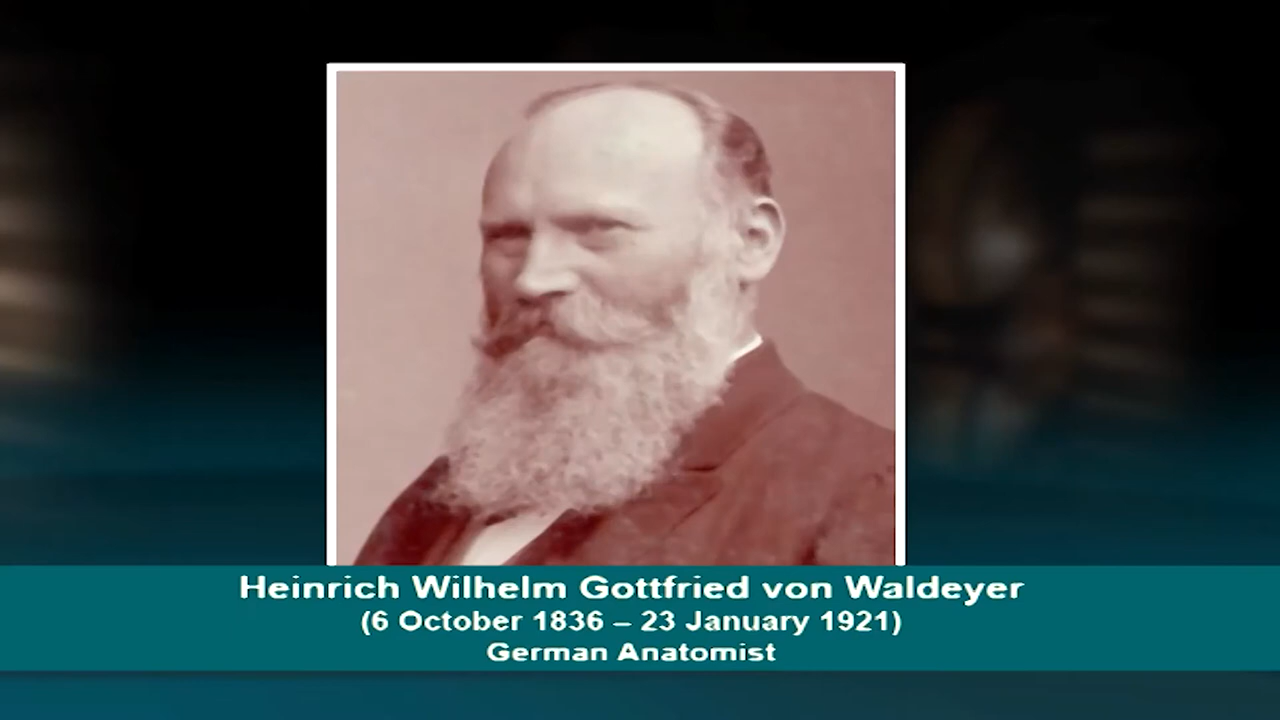 Heinrich Wilhelm Gottfried von Waldeyer
(6 October 1836 – 23 January 1921)
German Anatomist